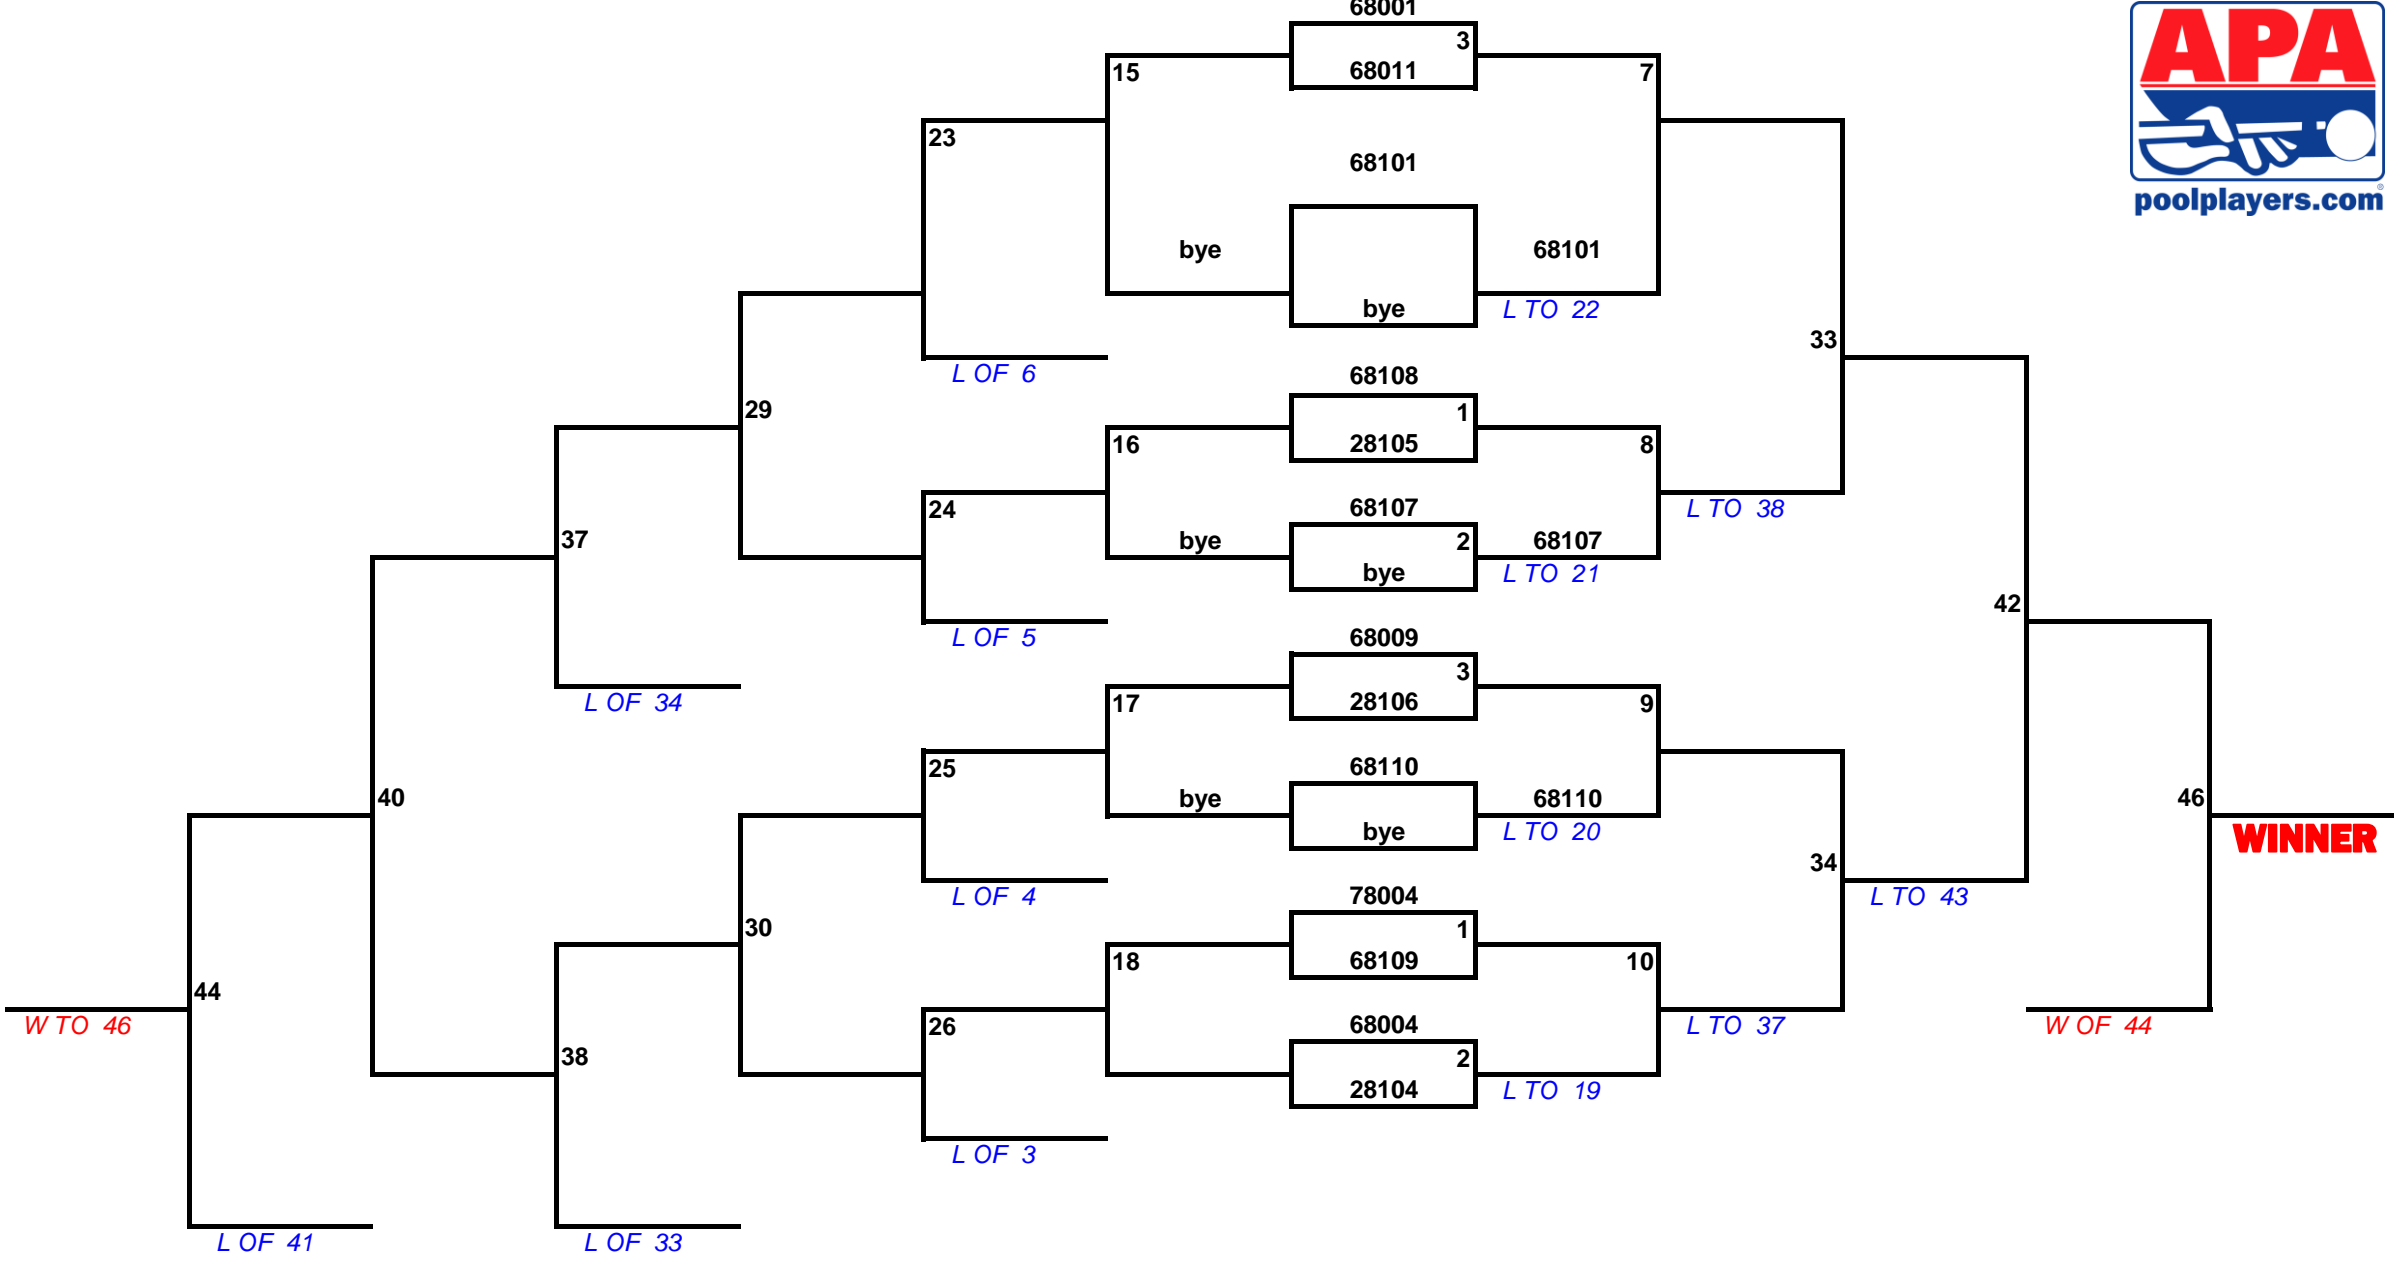 68001
APA
3
15
68011
7
23
68101
poolplayers.com
bye
68101
bye
L TO 22
33
L OF 6
68108
29
1
16
28105
8
68107
24
L TO 38
37
bye
2
68107
bye
L TO 21
42
L OF 5
68009
3
L OF 34
17
28106
9
68110
25
40
bye
68110
46
bye
L TO 20
WINNER
34
L OF 4
78004
L TO 43
30
1
18
68109
10
44
W TO 46
26
68004
L TO 37
W OF 44
38
2
28104
L TO 19
L OF 3
L OF 41
L OF 33